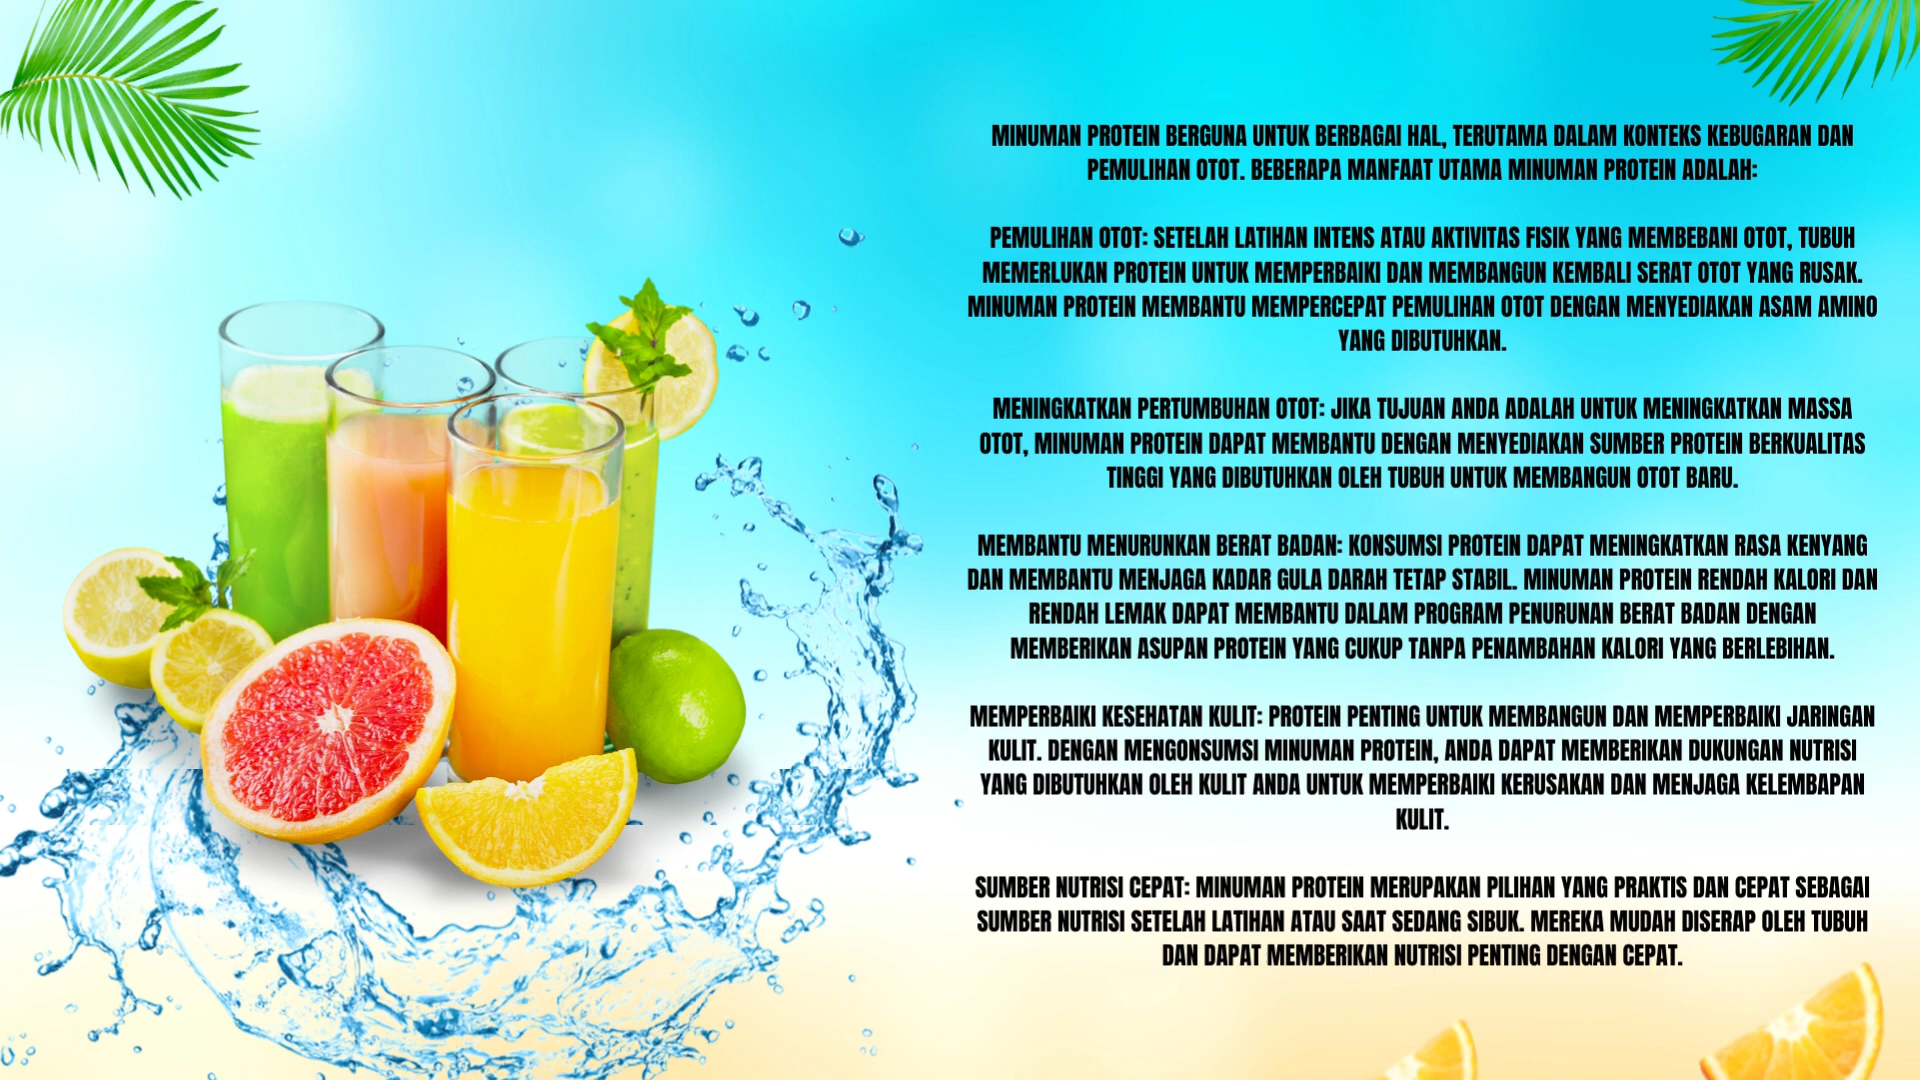 MINUMAN PROTEIN BERGUNA UNTUK BERBAGAI HAL, TERUTAMA DALAM KONTEKS KEBUGARAN DAN
PEMULIHAN OTOT. BEBERAPA MANFAAT UTAMA MINUMAN PROTEIN ADALAH:
PEMULIHAN OTOT: SETELAH LATIHAN INTENS ATAU AKTIVITAS FISIK YANG MEMBEBANI OTOT, TUBUH
MEMERLUKAN PROTEIN UNTUK MEMPERBAIKI DAN MEMBANGUN KEMBALI SERAT OTOT YANG RUSAK.
MINUMAN PROTEIN MEMBANTU MEMPERCEPAT PEMULIHAN OTOT DENGAN MENYEDIAKAN ASAM AMINO
YANG DIBUTUHKAN.
MENINGKATKAN PERTUMBUHAN OTOT: JIKA TUJUAN ANDA ADALAH UNTUK MENINGKATKAN MASSA
OTOT, MINUMAN PROTEIN DAPAT MEMBANTU DENGAN MENYEDIAKAN SUMBER PROTEIN BERKUALITAS
TINGGI YANG DIBUTUHKAN OLEH TUBUH UNTUK MEMBANGUN OTOT BARU.
MEMBANTU MENURUNKAN BERAT BADAN: KONSUMSI PROTEIN DAPAT MENINGKATKAN RASA KENYANG
DAN MEMBANTU MENJAGA KADAR GULA DARAH TETAP STABIL. MINUMAN PROTEIN RENDAH KALORI DAN
RENDAH LEMAK DAPAT MEMBANTU DALAM PROGRAM PENURUNAN BERAT BADAN DENGAN
MEMBERIKAN ASUPAN PROTEIN YANG CUKUP TANPA PENAMBAHAN KALORI YANG BERLEBIHAN.
MEMPERBAIKI KESEHATAN KULIT: PROTEIN PENTING UNTUK MEMBANGUN DAN MEMPERBAIKI JARINGAN
KULIT. DENGAN MENGONSUMSI MINUMAN PROTEIN, ANDA DAPAT MEMBERIKAN DUKUNGAN NUTRISI
YANG DIBUTUHKAN OLEH KULIT ANDA UNTUK MEMPERBAIKI KERUSAKAN DAN MENJAGA KELEMBAPAN
KULIT.
SUMBER NUTRISI CEPAT: MINUMAN PROTEIN MERUPAKAN PILIHAN YANG PRAKTIS DAN CEPAT SEBAGAI
SUMBER NUTRISI SETELAH LATIHAN ATAU SAAT SEDANG SIBUK. MEREKA MUDAH DISERAP OLEH TUBUH
DAN DAPAT MEMBERIKAN NUTRISI PENTING DENGAN CEPAT.